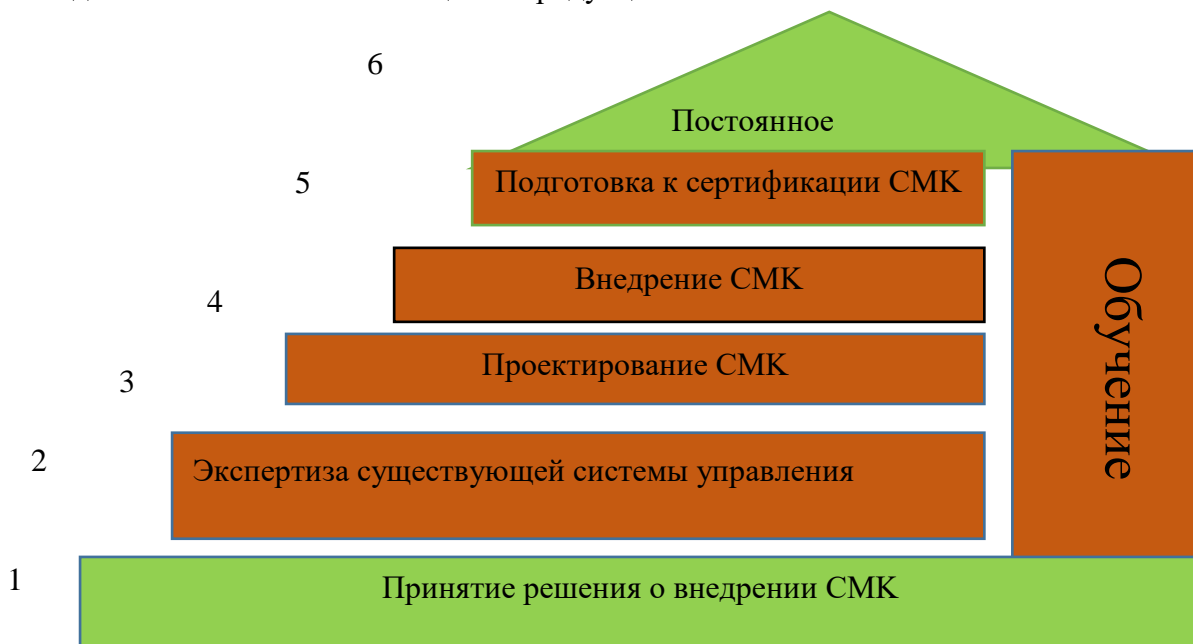 6
Постоянное
5
Подготовка к сертификации СМК
4
Внедрение СМК
3
Проектирование СМК
2
Экспертиза существующей системы управления
Обучение
1
Принятие решения о внедрении СМК